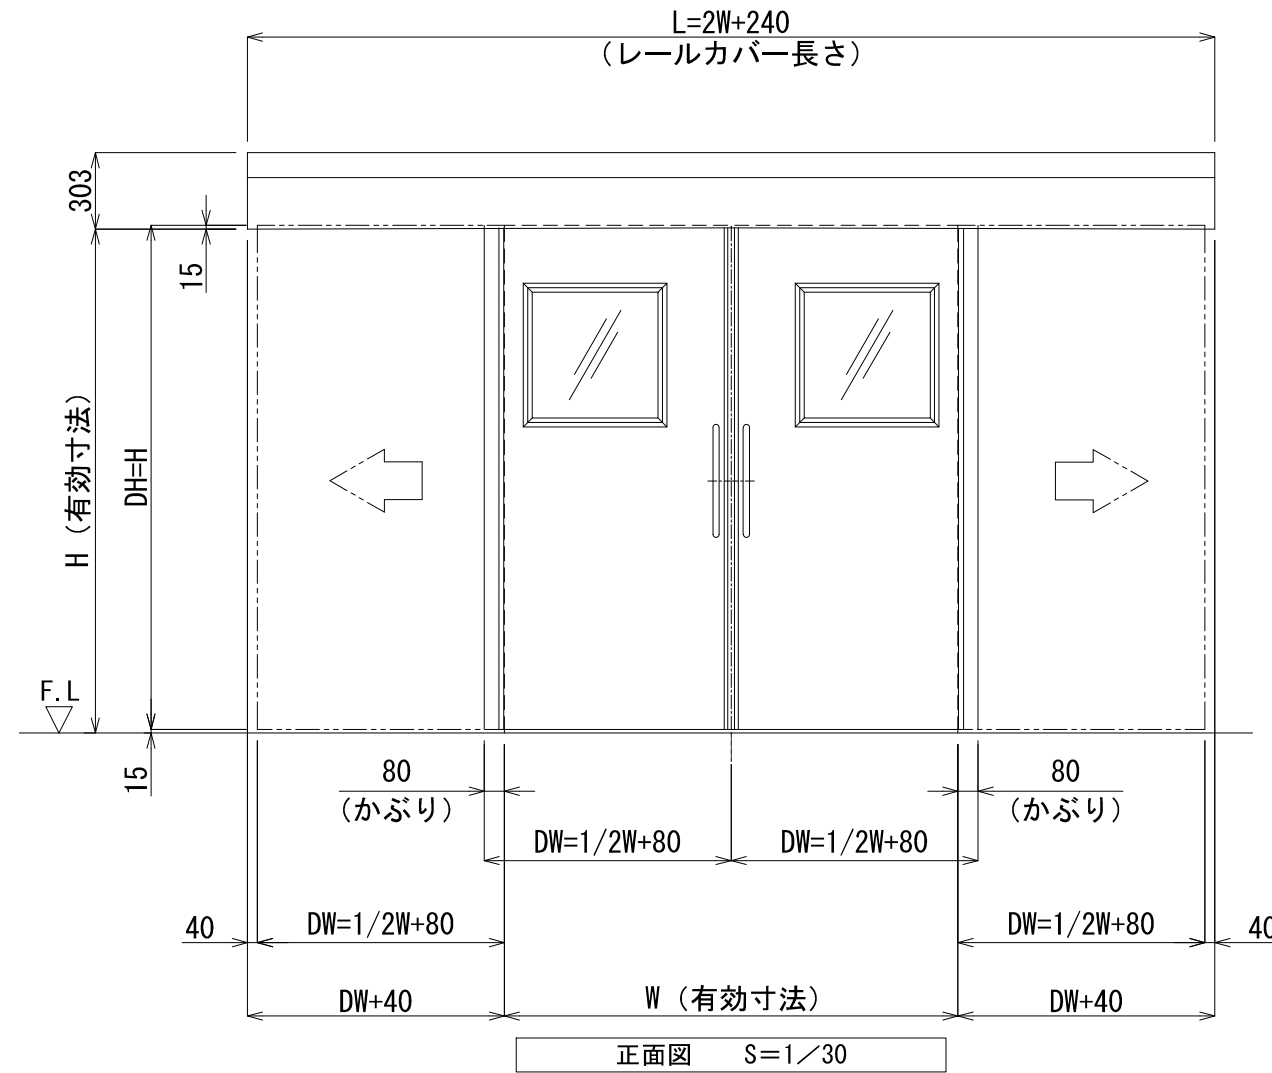 L=2W+240
(レールカバー長さ)
303
15
H (有効寸法)
DH=H
F.L
15
80
(かぶり)
80
(かぶり)
DW=1/2W+80
DW=1/2W+80
40
DW=1/2W+80
DW=1/2W+80
40
DW+40
W (有効寸法)
DW+40
正面図 S=1/30